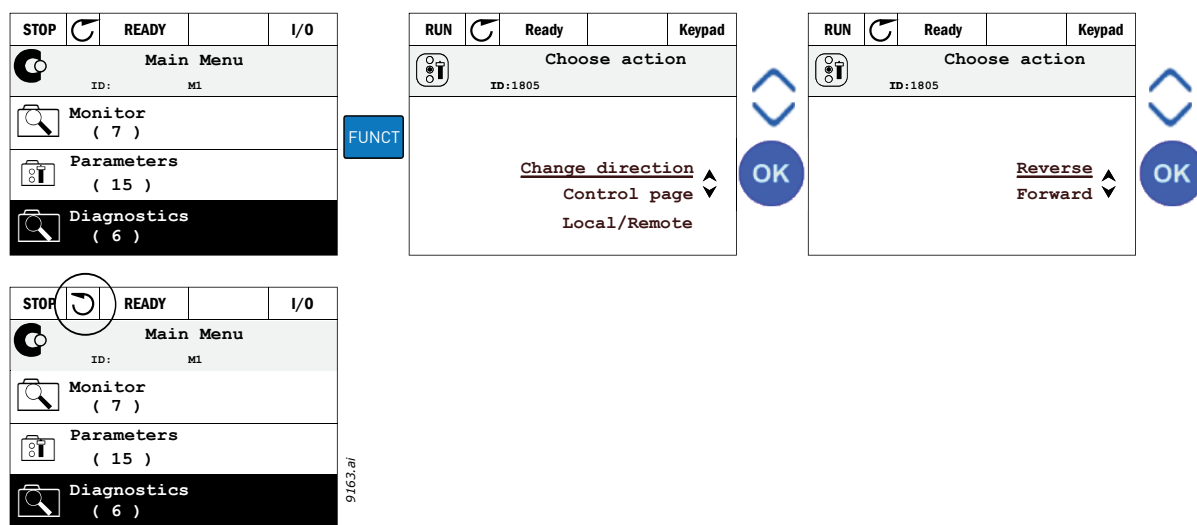 STOP READY I/O
Main Menu
ID: M1
Monitor
( 7 )
Parameters
( 15 )
Diagnostics
( 6 )
FUNCT
RUN Ready Keypad
Choose action
ID:1805
Change direction
Control page
Local/Remote
OK
RUN Ready Keypad
Choose action
ID:1805
Reverse
Forward
OK
STOP READY I/O
Main Menu
ID: M1
Monitor
( 7 )
Parameters
( 15 )
Diagnostics
( 6 )
9163.ai